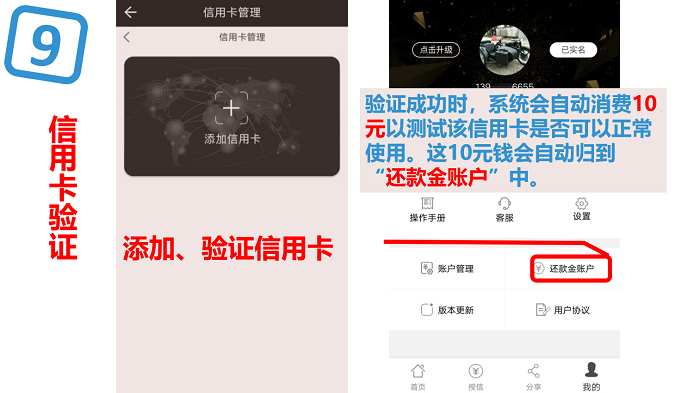 9
信用卡验证
信用卡管理
信用卡管理
添加信用卡
添加、验证信用卡
点击升级
已实名
验证成功时，系统会自动消费10
元以测试该信用卡是否可以正常
使用。这10元钱会自动归到
“还款金账户”中。
操作手册
客服
设置
账户管理
还款金账户
版本更新
用户协议
首页
授信
分享
我的